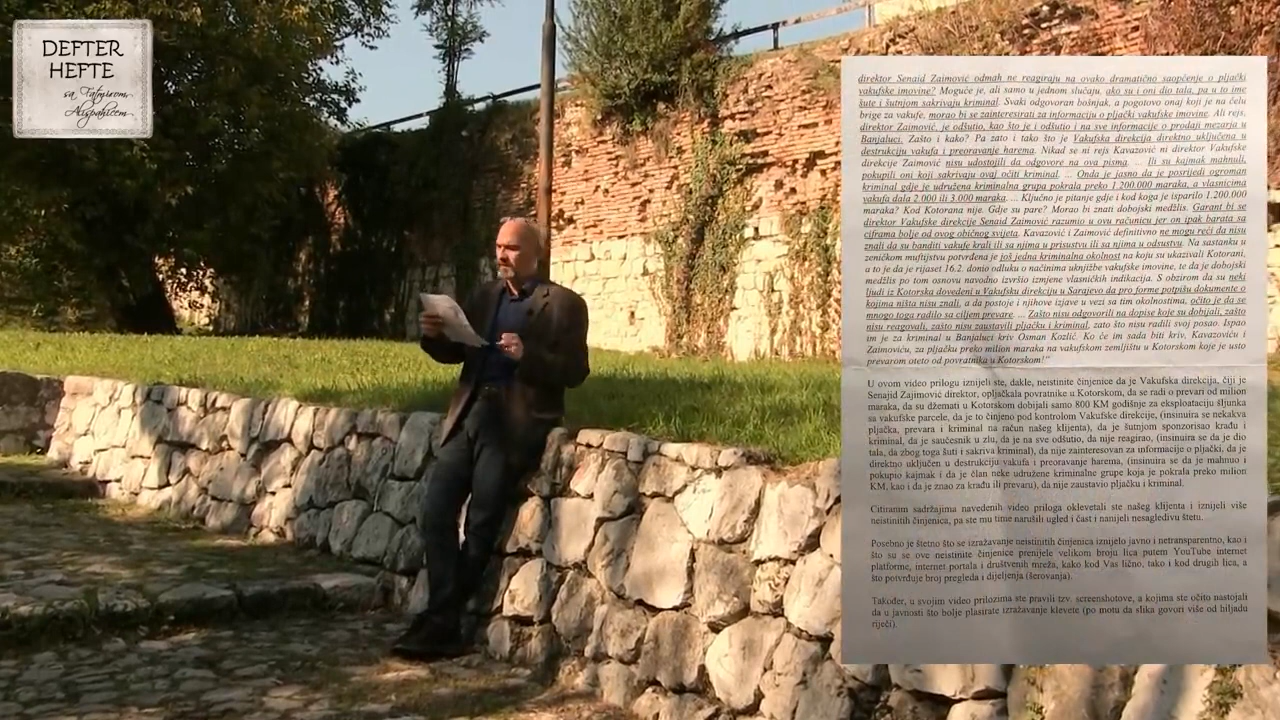 DEFTER
HEFTE
sa Fatmirom
Alispahićem
direktor Senaid Zaimović odmah ne reagiraju na ovako dramatično saopčenje o pljački
vakufske imovine? Moguće je, ali samo u jednom slučaju, ako su i oni dio tala, pa u to ime
šute i šutnjom sakrivaju kriminal. Svaki odgovoran bošnjak, a pogotovo onaj koji je na čelu
brige za vakufe, morao bi se zainteresirati za informaciju o pljački vakufske imovine. Ali rejs,
direktor Zaimović, je odšutio, kao što je i odšutio i na sve informacije o prodaji mezarja u
Banjaluci. Zašto i kako? Pa zato i tako što je Vakufska direkcija direktno uključena u
destrukciju vakufa i preoravanje harema. Nikad se ni rejs Kavazović ni direktor Vakufske
direkcije Zaimović nisu udostojili da odgovore na ova pisma. ... Ili su kajmak mahnuli,
pokupili oni koji sakrivaju ovaj očiti kriminal. ... Onda je jasno da je posrijedi ogroman
kriminal gdje je udružena kriminalna grupa pokrala preko 1.200.000 maraka, a vlasnicima
vakufa dala 2.000 ili 3.000 maraka. ... Ključno je pitanje gdje i kod koga je isparilo 1.200.000
maraka? Kod Kotorana nije. Gdje su pare? Morao bi znati dobojski medžlis. Garant bi se
direktor Vakufske direkcije Senaid Zaimović razumio u ovu računicu jer on ipak barata sa
ciframa bolje od ovog običnog svijeta. Kavazović i Zaimović definitivno ne mogu reći da nisu
znali da su banditi vakufe krali ili sa njima u prisustvu ili sa njima u odsustvu. Na sastanku u
zeničkom muftijstvu potvrđena je još jedna kriminalna okolnost na koju su ukazivali Kotorani,
a to je da je rijaset 16.2. donio odluku o načinima uknjižbe vakufske imovine, te da je dobojski
medžlis po tom osnovu navodno izvršio izmjene vlasničkih indikacija. S obzirom da su neki
ljudi iz Kotorska dovedeni u Vakufsku direkciju u Sarajevo da pro forme potpišu dokumente o
kojima ništa nisu znali, a da postoje i njihove izjave u vezi sa tim okolnostima, očito je da se
mnogo toga radilo sa ciljem prevare. ... Zašto nisu odgovorili na dopise koje su dobijali, zašto
nisu reagovali, zašto nisu zaustavili pljačku i kriminal, zato što nisu radili svoj posao. Ispao
im je za kriminal u Banjaluci kriv Osman Kozlić. Ko će im sada biti kriv, Kavazoviću i
Zaimoviću, za pljačku preko milion maraka na vakufskom zemljištu u Kotorskom koje je usto
prevarom oteto od povratnika u Kotorskom!"
U ovom video prilogu iznijeli ste, dakle, neistinite činjenice da je Vakufska direkcija, čiji je
Senajid Zajimović direktor, opljačkala povratnike u Kotorskom, da se radi o prevari od milion
maraka, da su džemati u Kotorskom dobijali samo 800 KM godišnje za eksploataciju šljunka
sa vakufske parcele, da je to činjeno pod kontrolom Vakufske direkcije, (insinuira se nekakva
pljačka, prevara i kriminal na račun našeg klijenta), da je šutnjom sponzorisao krađu i
kriminal, da je saučesnik u zlu, da je na sve odšutio, da nije reagirao, (insinuira se da je dio
tala, da zbog toga šuti i sakriva kriminal), da nije zainteresovan za informacije o pljački, da je
direktno uključen u destrukciju vakufa i preoravanje harema, (insinuira se da je mahnuo i
pokupio kajmak i da je član neke udružene kriminalne grupe koja je pokrala preko milion
KM, kao i da je znao za krađu ili prevaru), da nije zaustavio pljačku i kriminal.
Citiranim sadržajima navedenih video priloga oklevetali ste našeg klijenta i iznijeli više
neistinitih činjenica, pa ste mu time narušili ugled i čast i nanijeli nesagledivu štetu.
Posebno je štetno što se izražavanje neistinitih činjenica iznijelo javno i netransparentno, kao i
što su se ove neistinite činjenice prenijele velikom broju lica putem YouTube internet
platforme, internet portala i društvenih mreža, kako kod Vas lično, tako i kod drugih lica, a
što potvrđuje broj pregleda i dijeljenja (šerovanja).
Također, u svojim video prilozima ste pravili tzv. screenshotove, a kojima ste očito nastojali
da u javnosti što bolje plasirate izražavanje klevete (po motu da slika govori više od hiljadu
riječi).